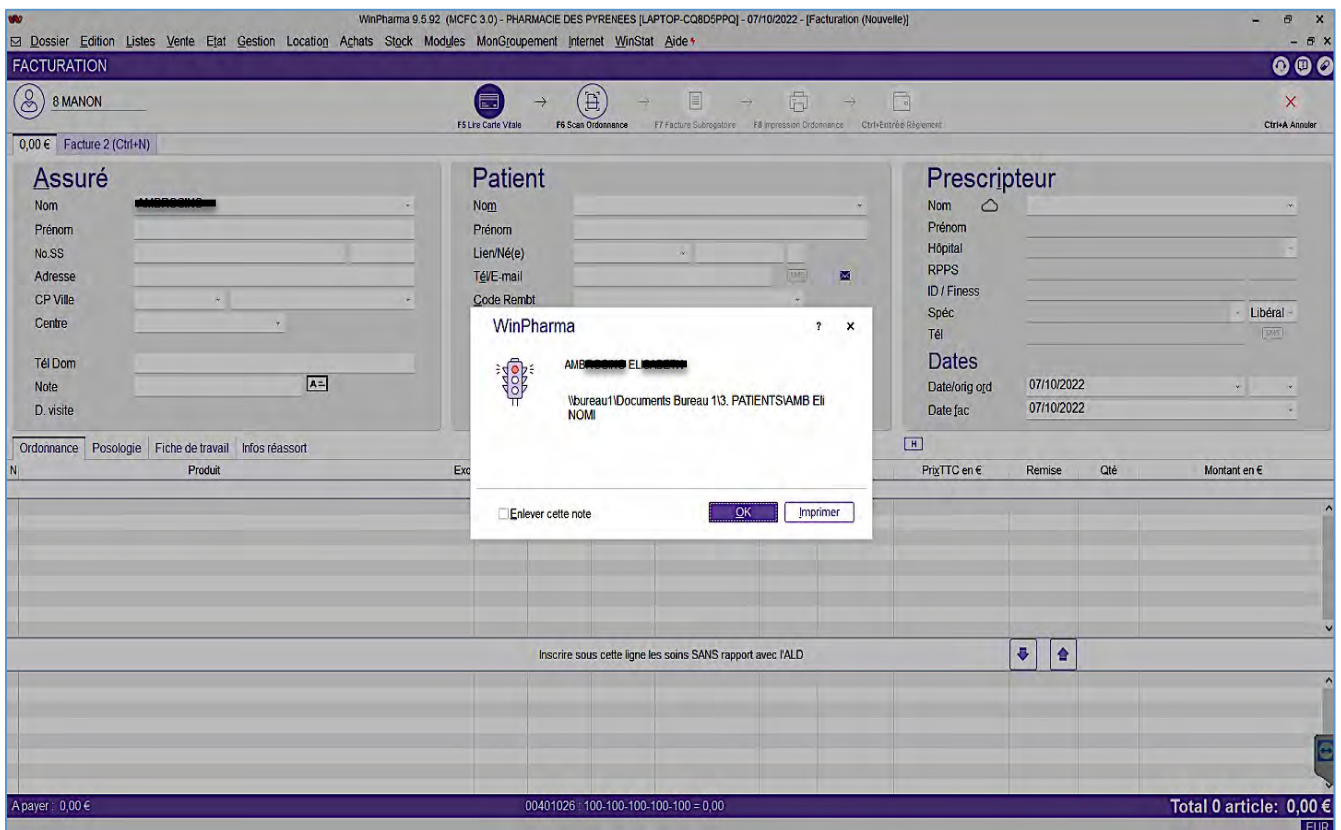 WinPharma 9.5.92 (MCFC 3.0) - PHARMACIE DES PYRENEES [LAPTOP-CQ8D5PPQ] - 07/10/2022 - [Facturation (Nouvelle)]
Dossier Edition Listes Vente Etat Gestion Location Achats Stock Modules MonGroupement Internet WinStat Aide
FACTURATION
8 MANON
F5 Lire Carte Vitale F6 Scan Ordonnance F7 Facture Subrogatoire F8 Impression Ordonnance Ctrl+Entrée Règlement Ctrl+A Annuler
0,00 € Facture 2 (Ctrl+N)
Assuré
Nom
Prénom
No.SS
Adresse
CP Ville
Centre
Tél Dom
Note A=
D. visite
Patient
Nom
Prénom
Lien/Né(e)
Tél/E-mail SMS
Code Rembt
Prescripteur
Nom
Prénom
Hôpital
RPPS
ID / Finess
Spéc Libéral
Tél SMS
Dates
Date/orig ord 07/10/2022
Date fac 07/10/2022
WinPharma ? x
AMB ELI
\\bureau1\Documents Bureau 1\3. PATIENTS\AMB Eli
NOMI
Enlever cette note OK Imprimer
Ordonnance Posologie Fiche de travail Infos réassort H
N Produit Exo PrixTTC en € Remise Qté Montant en €
Inscrire sous cette ligne les soins SANS rapport avec l'ALD
A payer : 0,00 € 00401026 : 100-100-100-100-100 = 0,00 Total 0 article: 0,00 €
EUR